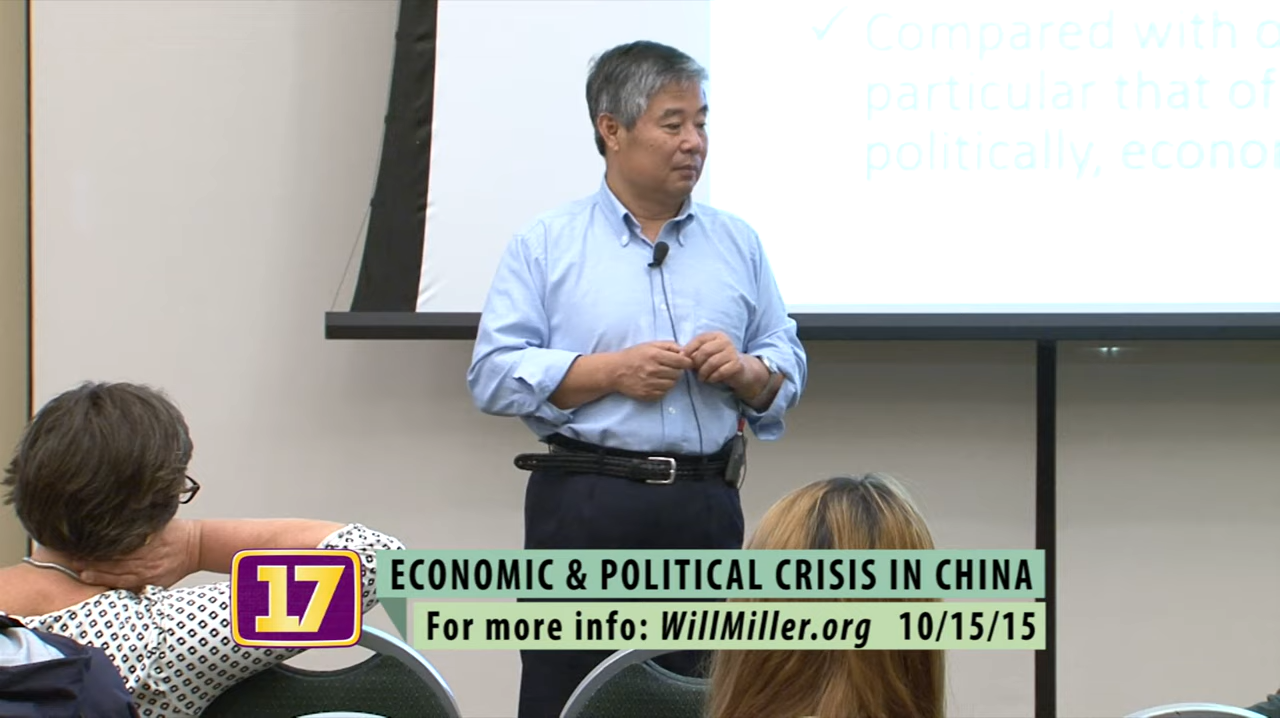 ✓ Compared with o
particular that of
politically, econo
17
ECONOMIC & POLITICAL CRISIS IN CHINA
For more info: WillMiller.org 10/15/15